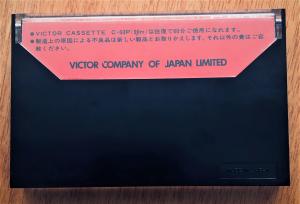 ●VICTOR CASSETTE C-60P(90m)は往復で60分ご使用になれます。
●製造上の原因による不良品は新しい製品とお取りかえします。それ以外の責はご容
赦ください。
VICTOR COMPANY OF JAPAN LIMITED